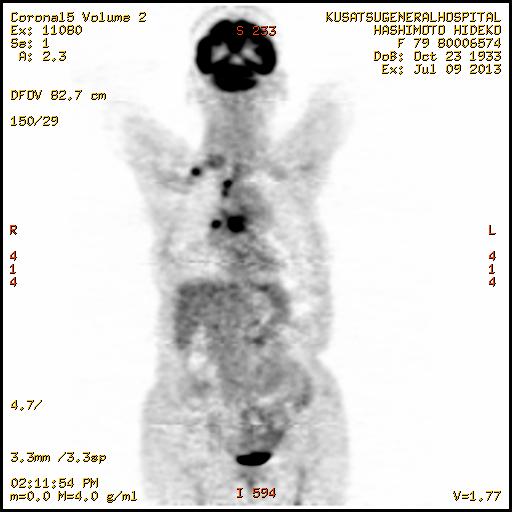 Coronal5 Volume 2
Ex: 11080
Se: 1
A: 2.3
DFOV 82.7 cm
150/29
S 233
KUSATSUGENERALHOSPITAL
HASHIMOTO HIDEKO
F 79 80006574
DoB: Oct 23 1933
Ex: Jul 09 2013
R
4
1
4
L
4
1
4
4.7/
3.3mm /3.3sp
02:11:54 PM
m=0.0 M=4.0 g/ml
I 594
V=1.77